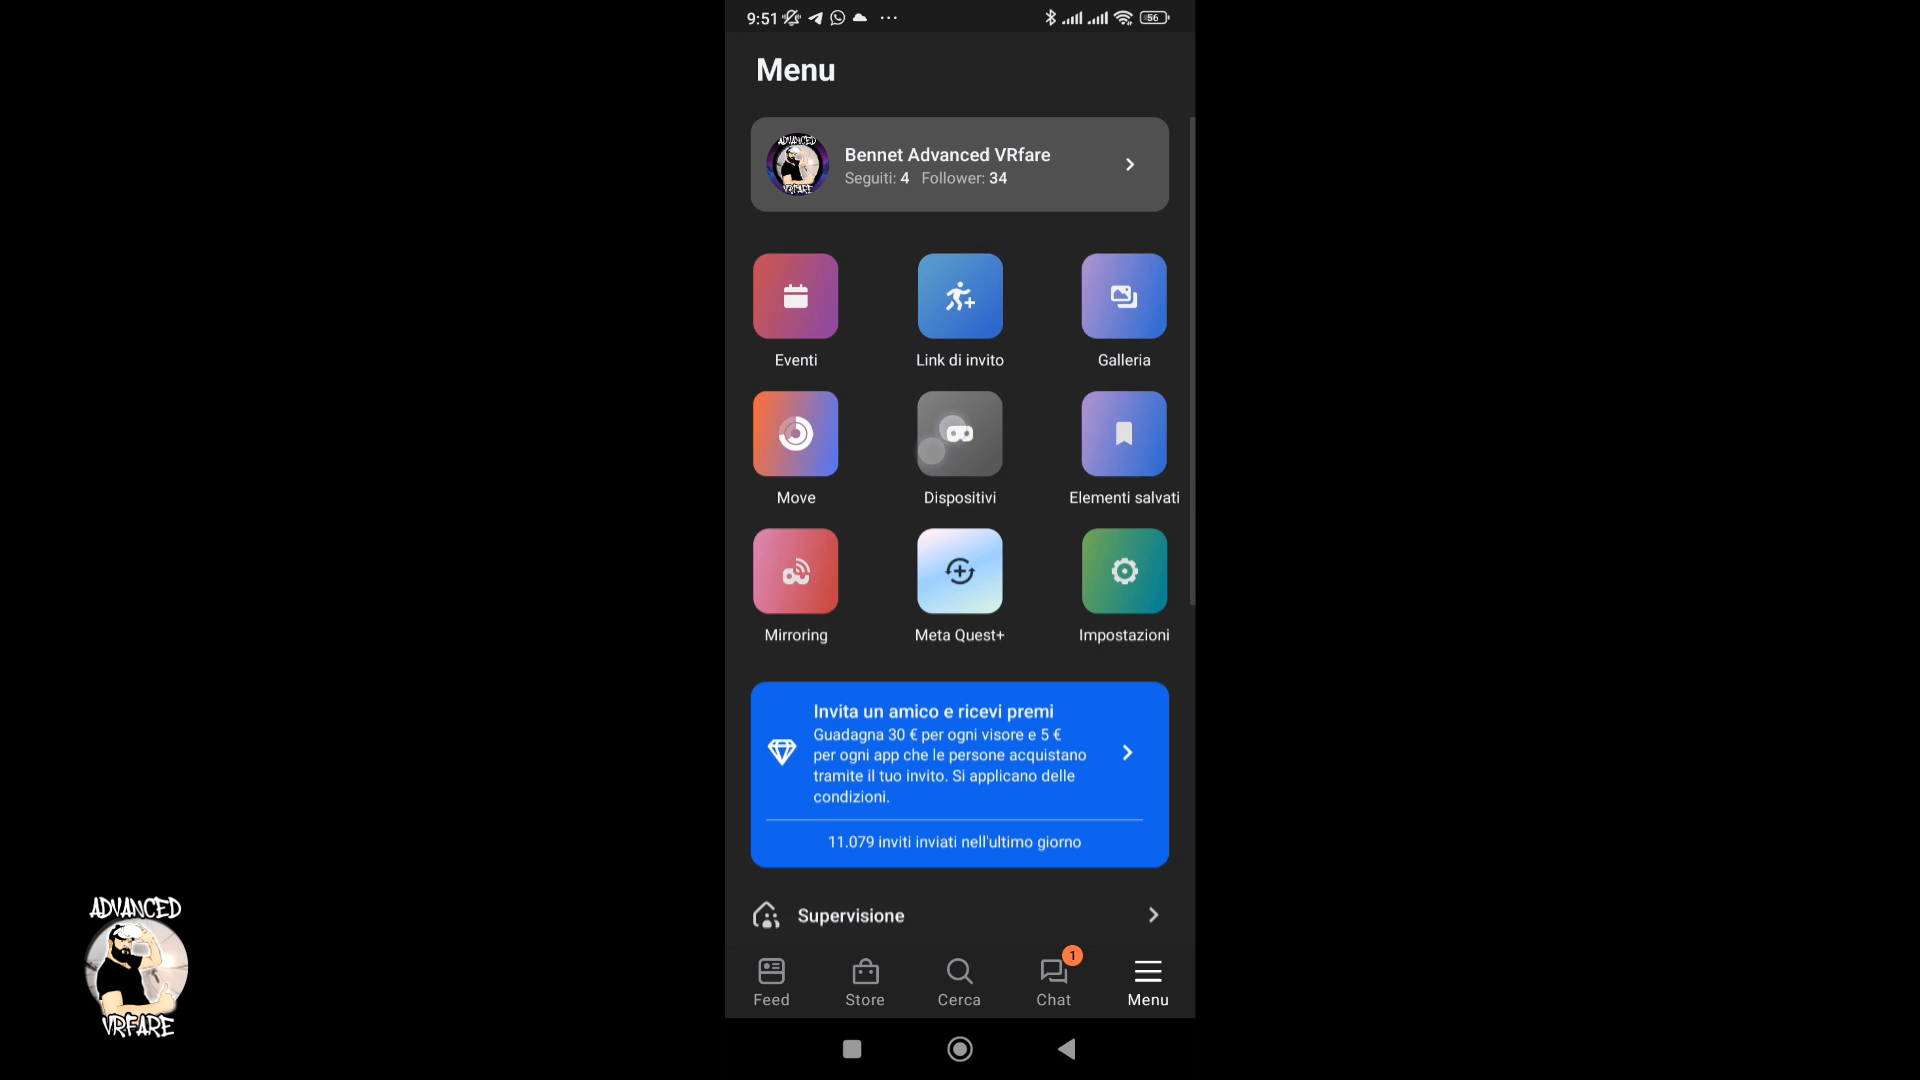 9:51
56
Menu
ADVANCED
VRFARE
Bennet Advanced VRfare
Seguiti: 4 Follower: 34
Eventi
Link di invito
Galleria
Move
Dispositivi
Elementi salvati
Mirroring
Meta Quest+
Impostazioni
Invita un amico e ricevi premi
Guadagna 30 € per ogni visore e 5 €
per ogni app che le persone acquistano
tramite il tuo invito. Si applicano delle
condizioni.
11.079 inviti inviati nell'ultimo giorno
Supervisione
1
Feed
Store
Cerca
Chat
Menu
ADVANCED
VRFARE